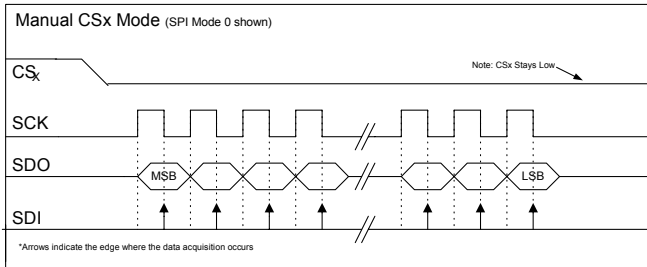 Manual CSx Mode (SPI Mode 0 shown)
CSX
Note: CSx Stays Low
SCK
SDO
MSB
LSB
SDI
*Arrows indicate the edge where the data acquisition occurs